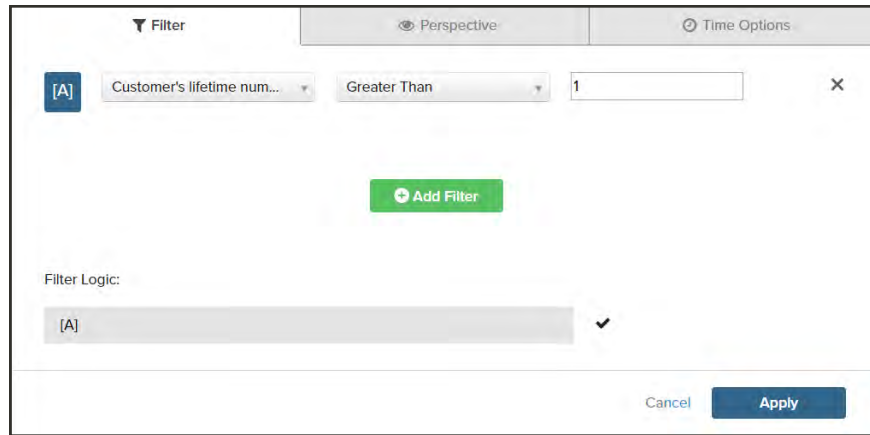 Filter
Perspective
Time Options
[A] Customer's lifetime num... Greater Than 1
Add Filter
Filter Logic:
[A]
Cancel Apply